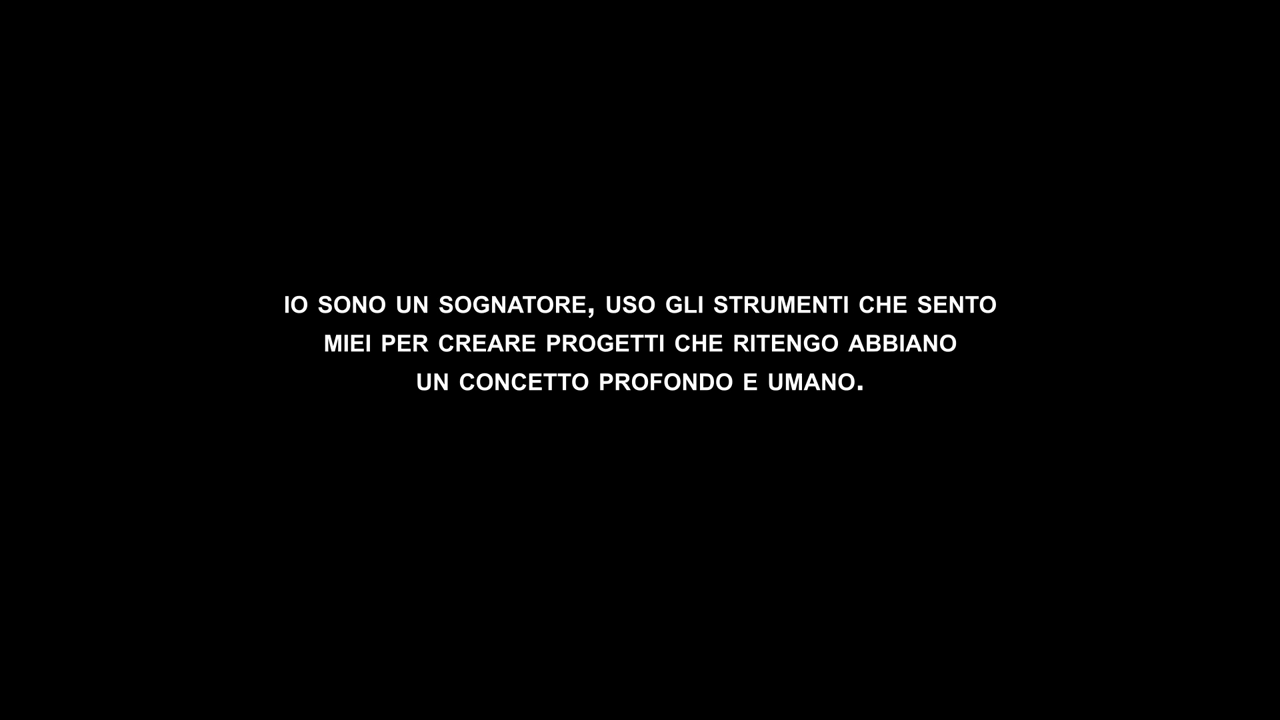 IO SONO UN SOGNATORE, USO GLI STRUMENTI CHE SENTO
MIEI PER CREARE PROGETTI CHE RITENGO ABBIANO
UN CONCETTO PROFONDO E UMANO.